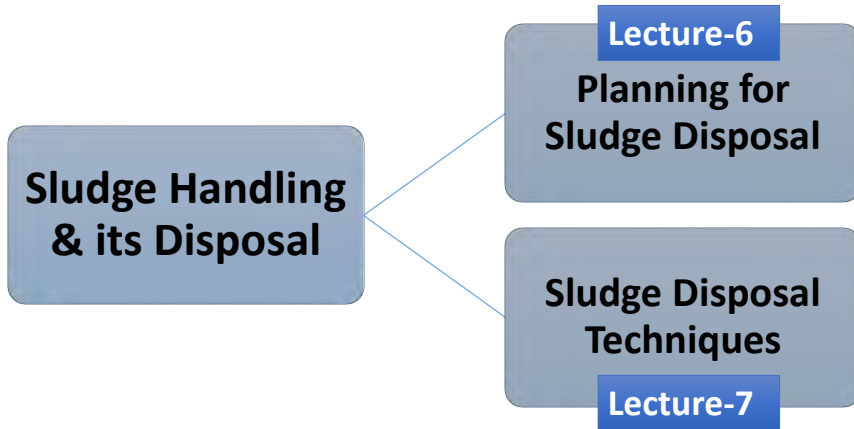 Sludge Handling
& its Disposal
Lecture-6
Planning for
Sludge Disposal
Sludge Disposal
Techniques
Lecture-7